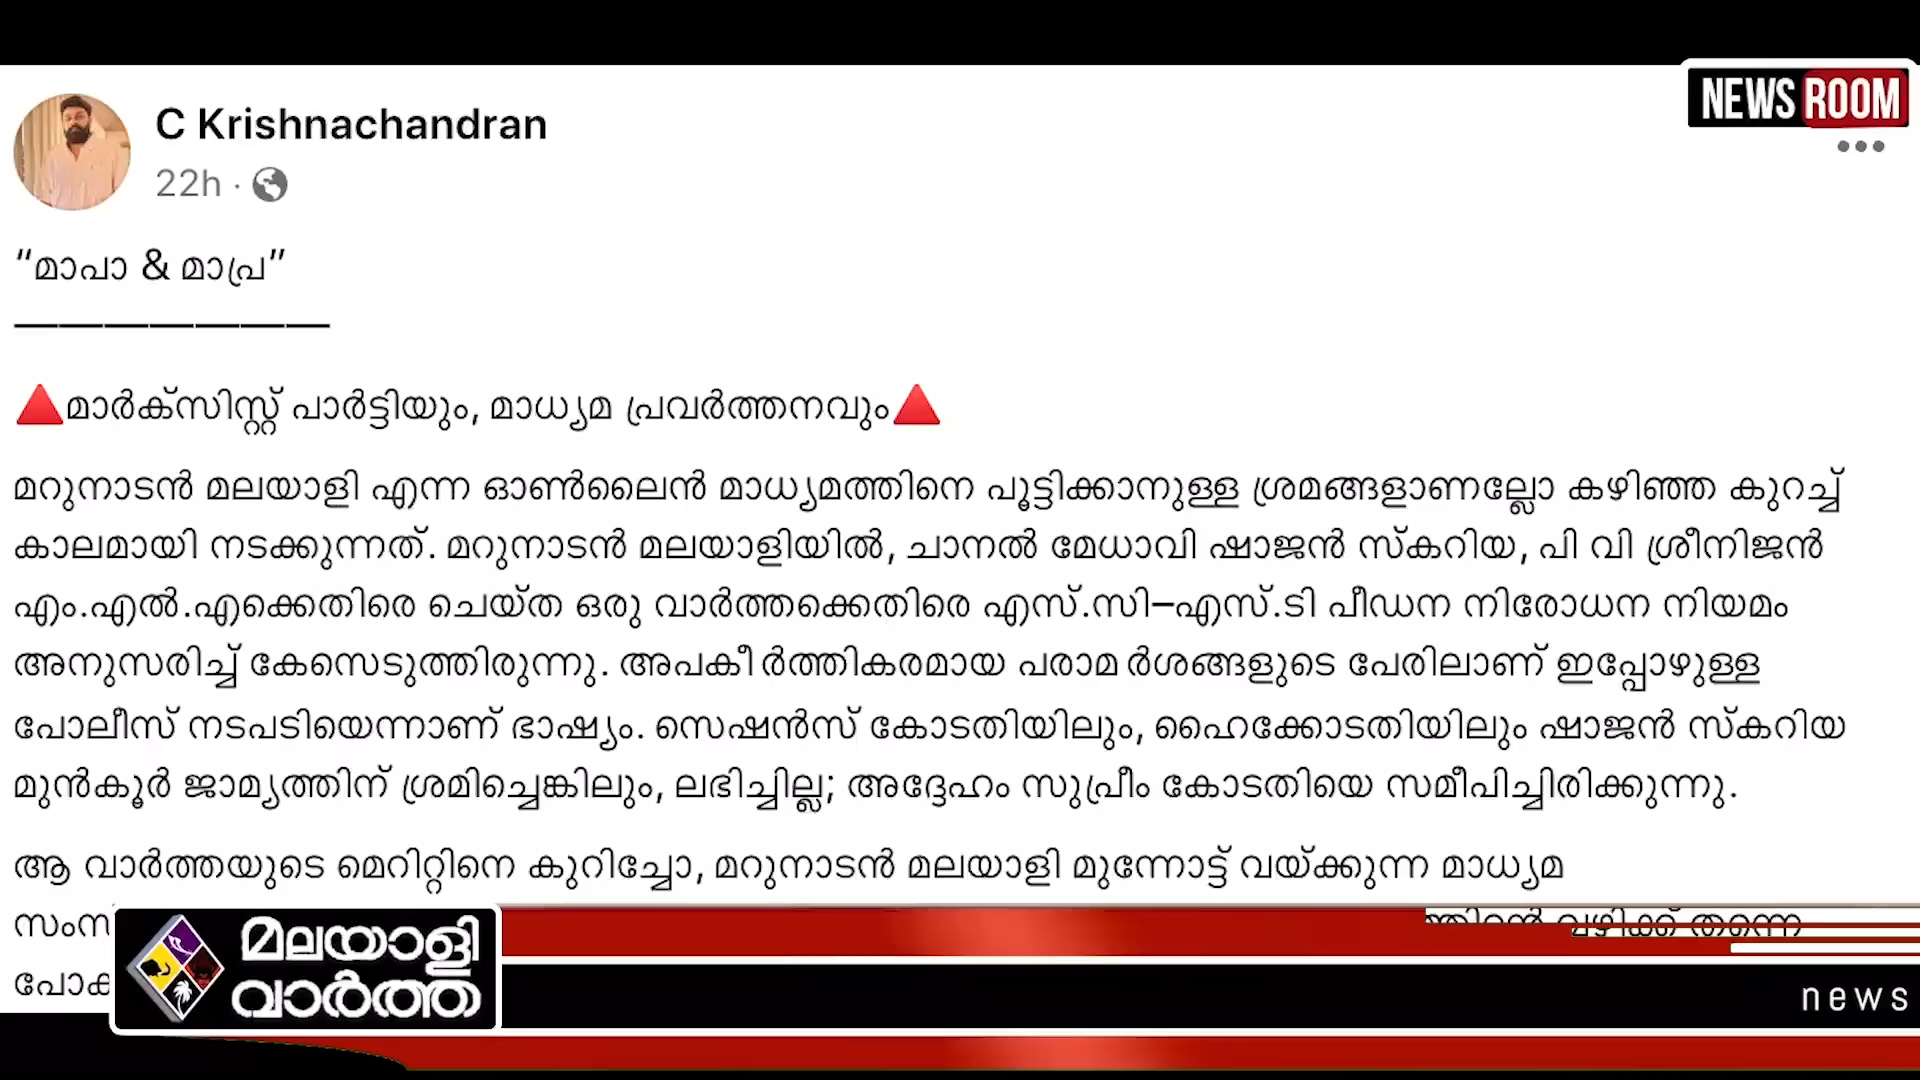 NEWS ROOM
C Krishnachandran
22h ·
“മാപാ & മാപ്ര”
———————
🔺മാർക്സിസ്റ്റ് പാർട്ടിയും, മാധ്യമ പ്രവർത്തനവും🔺
മറുനാടൻ മലയാളി എന്ന ഓൺലൈൻ മാധ്യമത്തിനെ പൂട്ടിക്കാനുള്ള ശ്രമങ്ങളാണല്ലോ കഴിഞ്ഞ കുറച്ച്
കാലമായി നടക്കുന്നത്. മറുനാടൻ മലയാളിയിൽ, ചാനൽ മേധാവി ഷാജൻ സ്കറിയ, പി വി ശ്രീനിജൻ
എം.എൽ.എക്കെതിരെ ചെയ്ത ഒരു വാർത്തക്കെതിരെ എസ്.സി–എസ്.ടി പീഡന നിരോധന നിയമം
അനുസരിച്ച് കേസെടുത്തിരുന്നു. അപകീ ർത്തികരമായ പരാമ ർശങ്ങളുടെ പേരിലാണ് ഇപ്പോഴുള്ള
പോലീസ് നടപടിയെന്നാണ് ഭാഷ്യം. സെഷൻസ് കോടതിയിലും, ഹൈക്കോടതിയിലും ഷാജൻ സ്കറിയ
മുൻകൂർ ജാമ്യത്തിന് ശ്രമിച്ചെങ്കിലും, ലഭിച്ചില്ല; അദ്ദേഹം സുപ്രീം കോടതിയെ സമീപിച്ചിരിക്കുന്നു.
ആ വാർത്തയുടെ മെറിറ്റിനെ കുറിച്ചോ, മറുനാടൻ മലയാളി മുന്നോട്ട് വയ്ക്കുന്ന മാധ്യമ
വഴിക്ക് തന്നെ
മലയാളി
വാർത്ത
news